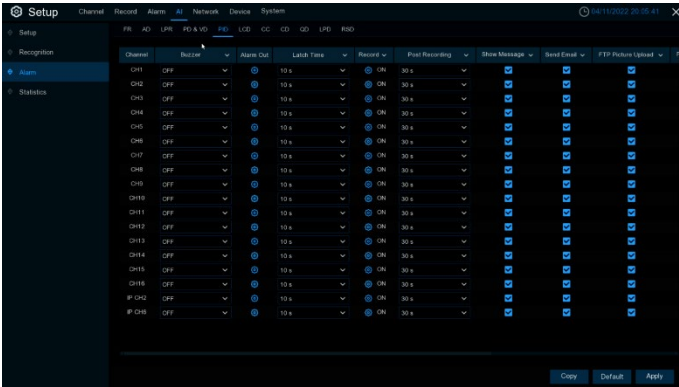 Setup Channel Record Alarm AI Network Device System 04/11/2022 20:05:41
FR AD LPR PD & VD FID LCD CC CD QD LPD RSD
Setup
Recognition
Alarm
Statistics
Channel Buzzer Alarm Out Latch Time Record Post Recording Show Message Send Email FTP Picture Upload
CH1 OFF 10 s ON 30 s
CH2 OFF 10 s ON 30 s
CH3 OFF 10 s ON 30 s
CH4 OFF 10 s ON 30 s
CH5 OFF 10 s ON 30 s
CH6 OFF 10 s ON 30 s
CH7 OFF 10 s ON 30 s
CH8 OFF 10 s ON 30 s
CH9 OFF 10 s ON 30 s
CH10 OFF 10 s ON 30 s
CH11 OFF 10 s ON 30 s
CH12 OFF 10 s ON 30 s
CH13 OFF 10 s ON 30 s
CH14 OFF 10 s ON 30 s
CH15 OFF 10 s ON 30 s
CH16 OFF 10 s ON 30 s
IP CH2 OFF 10 s ON 30 s
IP CH6 OFF 10 s ON 30 s
Copy Default Apply